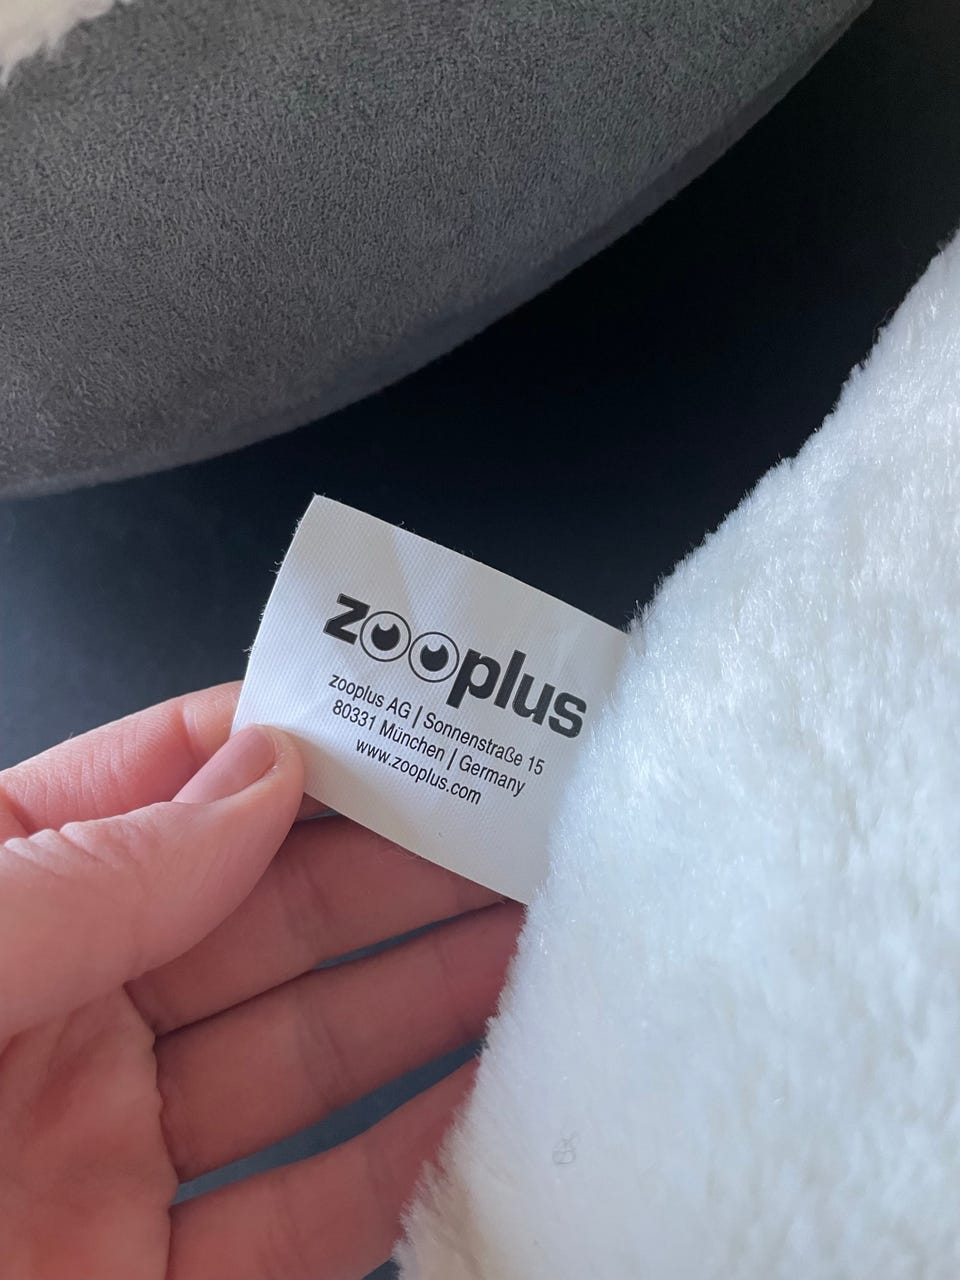 zooplus
zooplus AG | Sonnenstraße 15
80331 München | Germany
www.zooplus.com